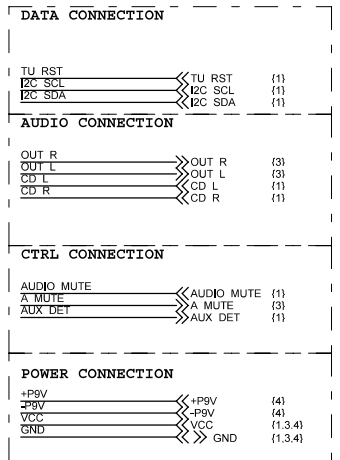 DATA CONNECTION
TU RST TU RST {1}
I2C SCL I2C SCL {1}
I2C SDA I2C SDA {1}
AUDIO CONNECTION
OUT R OUT R {3}
OUT L OUT L {3}
CD L CD L {1}
CD R CD R {1}
CTRL CONNECTION
AUDIO MUTE AUDIO MUTE {1}
A MUTE A MUTE {3}
AUX DET AUX DET {1}
POWER CONNECTION
+P9V +P9V {4}
-P9V -P9V {4}
VCC VCC {1,3,4}
GND GND {1,3,4}